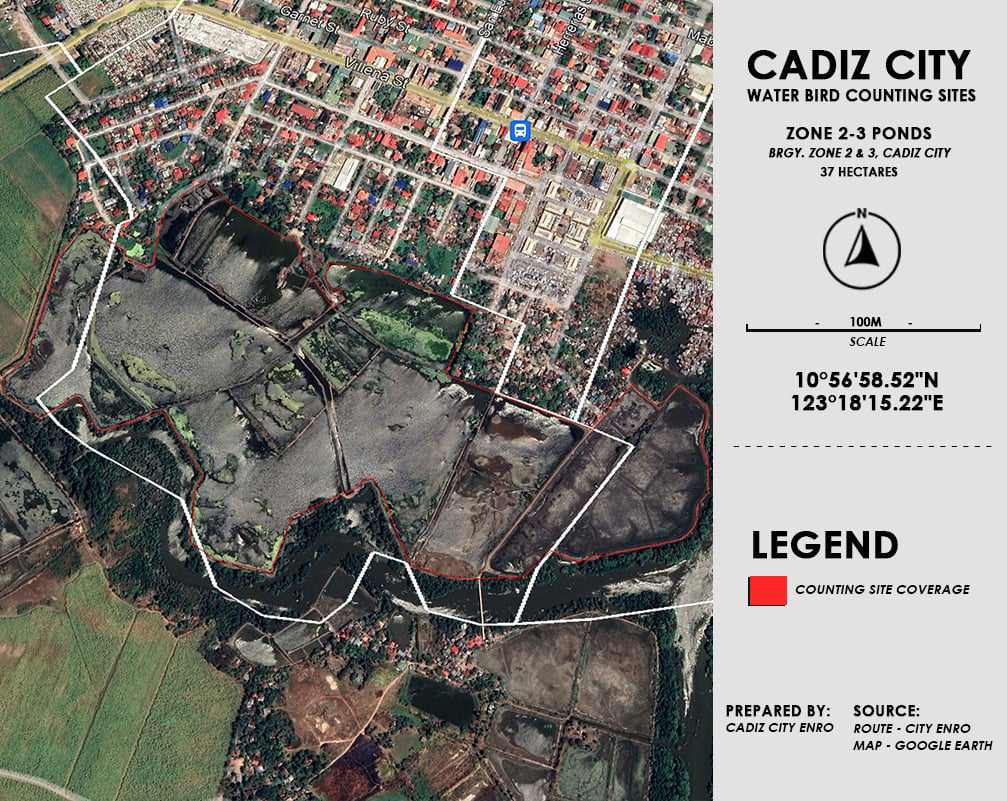 Garnet St
Ruby St
Villena St
CADIZ CITY
WATER BIRD COUNTING SITES
ZONE 2-3 PONDS
BRGY. ZONE 2 & 3, CADIZ CITY
37 HECTARES
N
- 100M -
SCALE
10°56'58.52"N
123°18'15.22"E
LEGEND
COUNTING SITE COVERAGE
PREPARED BY:
CADIZ CITY ENRO
SOURCE:
ROUTE - CITY ENRO
MAP - GOOGLE EARTH